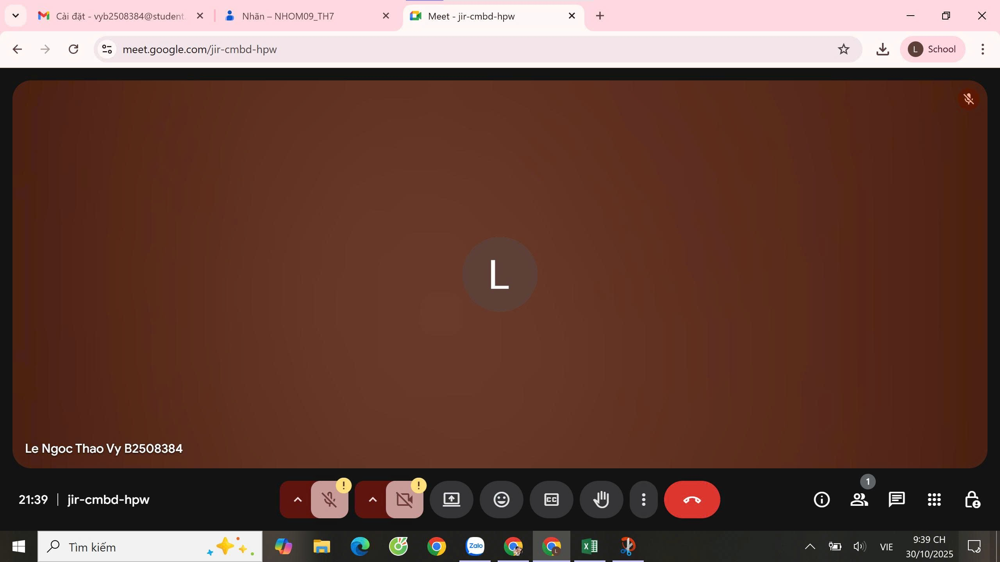 Cài đặt - vyb2508384@student.
Nhãn – NHOM09_TH7
Meet - jir-cmbd-hpw
meet.google.com/jir-cmbd-hpw
L
School
L
Le Ngoc Thao Vy B2508384
21:39
jir-cmbd-hpw
!
!
CC
1
Tìm kiếm
Zalo
L
X
VIE
9:39 CH
30/10/2025